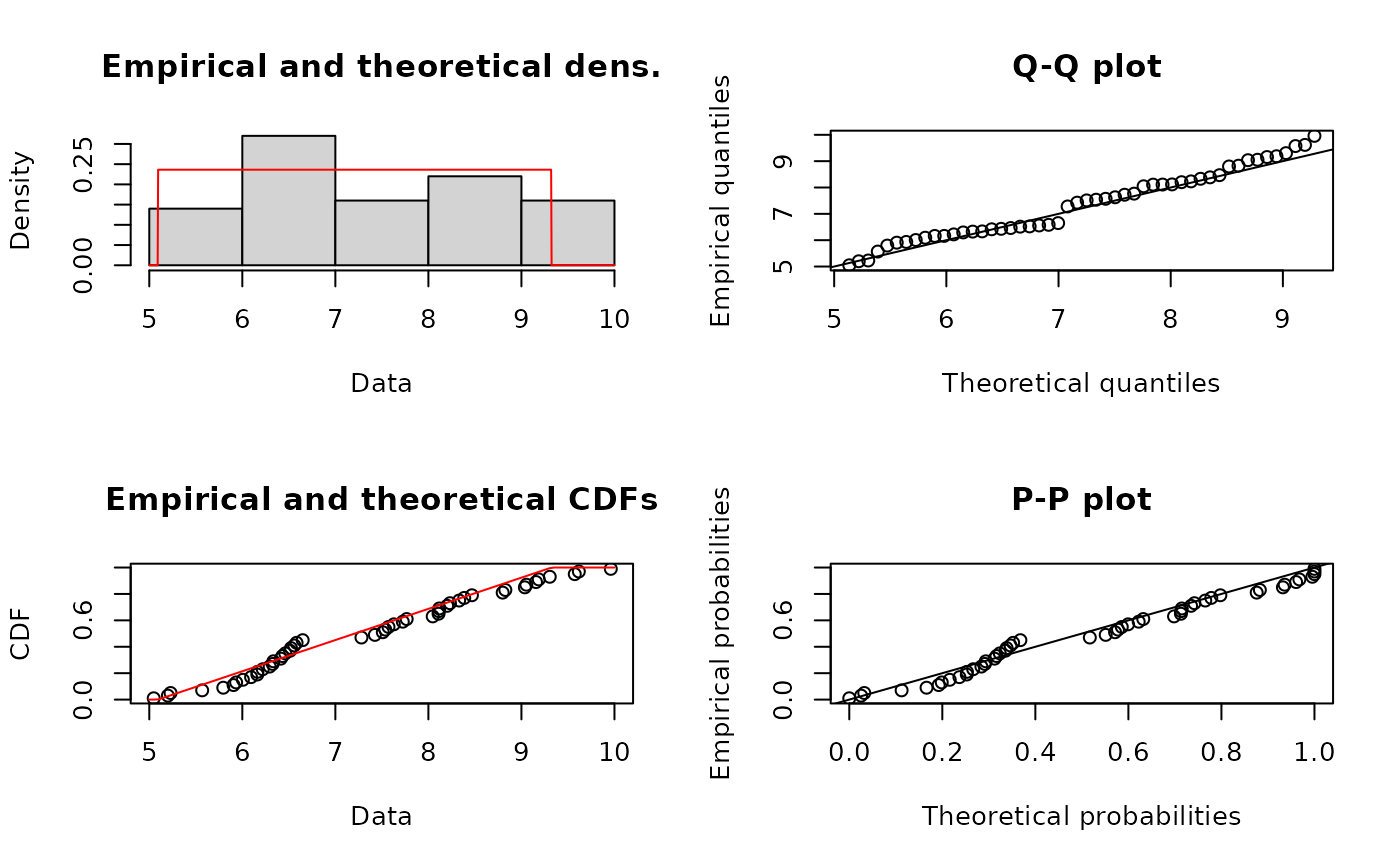 Empirical and theoretical dens.
Density
0.00 0.25
5 6 7 8 9 10
Data
Q-Q plot
Empirical quantiles
5 7 9
5 6 7 8 9
Theoretical quantiles
Empirical and theoretical CDFs
CDF
0.0 0.6
5 6 7 8 9 10
Data
P-P plot
Empirical probabilities
0.0 0.6
0.0 0.2 0.4 0.6 0.8 1.0
Theoretical probabilities